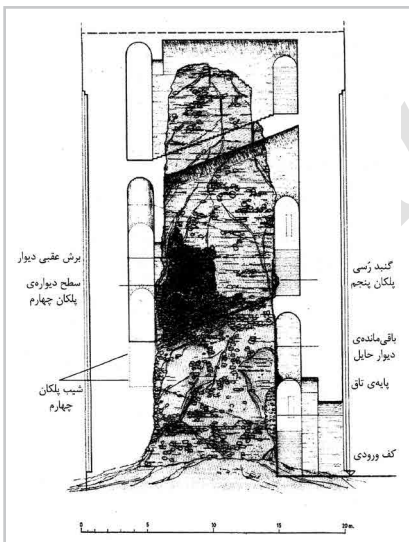 برش عقبی دیوار
سطح دیواره‌ی
پلکان چهارم
شیب پلکان
چهارم
گنبد رُسی
پلکان پنجم
باقی‌مانده‌ی
دیوار حایل
پایه‌ی تاق
کف ورودی
0 5 10 15 20 m.